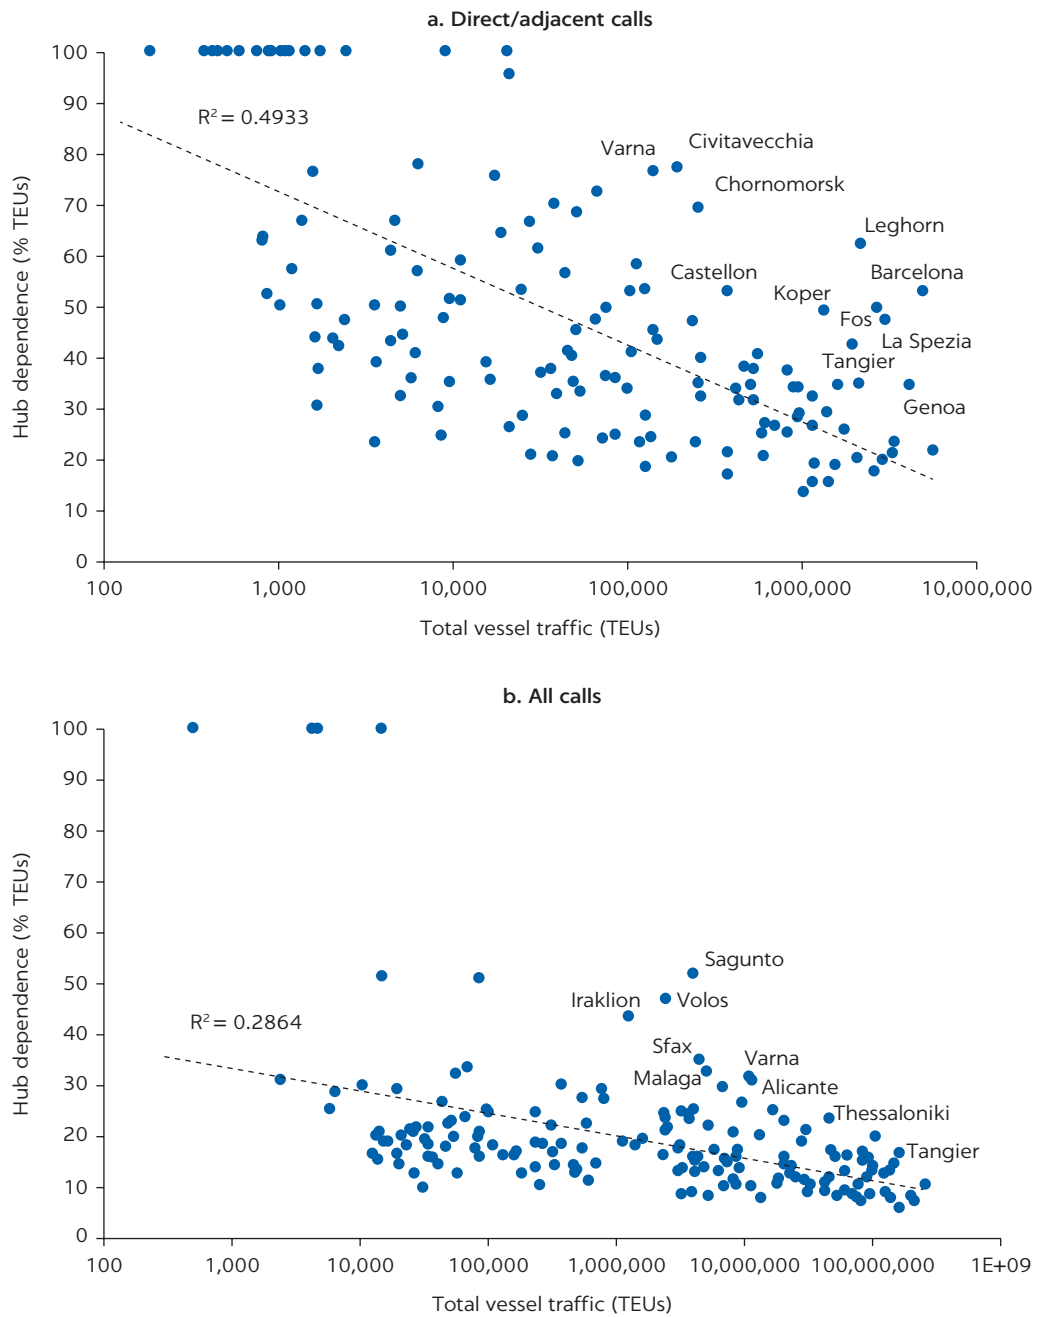 a. Direct/adjacent calls
Hub dependence (% TEUs)
100
90
80
70
60
50
40
30
20
10
0
R² = 0.4933
Varna
Civitavecchia
Chornomorsk
Leghorn
Castellon
Barcelona
Koper
Fos
La Spezia
Tangier
Genoa
100
1,000
10,000
100,000
1,000,000
10,000,000
Total vessel traffic (TEUs)
b. All calls
Hub dependence (% TEUs)
100
90
80
70
60
50
40
30
20
10
0
R² = 0.2864
Sagunto
Iraklion
Volos
Sfax
Varna
Malaga
Alicante
Thessaloniki
Tangier
100
1,000
10,000
100,000
1,000,000
10,000,000
100,000,000
1E+09
Total vessel traffic (TEUs)